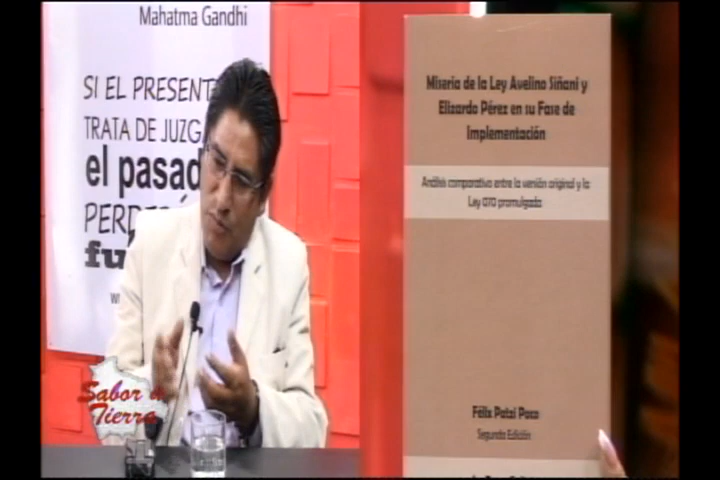 Mahatma Gandhi
SI EL PRESENT
TRATA DE JUZG
el pasad
PERDER
fu
Sabor a
Tierra
Miseria de la Ley Avelino Siñani y
Elizardo Pérez en su Fase de
Implementación
Análisis comparativo entre la versión original y la
Ley 070 promulgada
Félix Patzi Paco
Segunda Edición